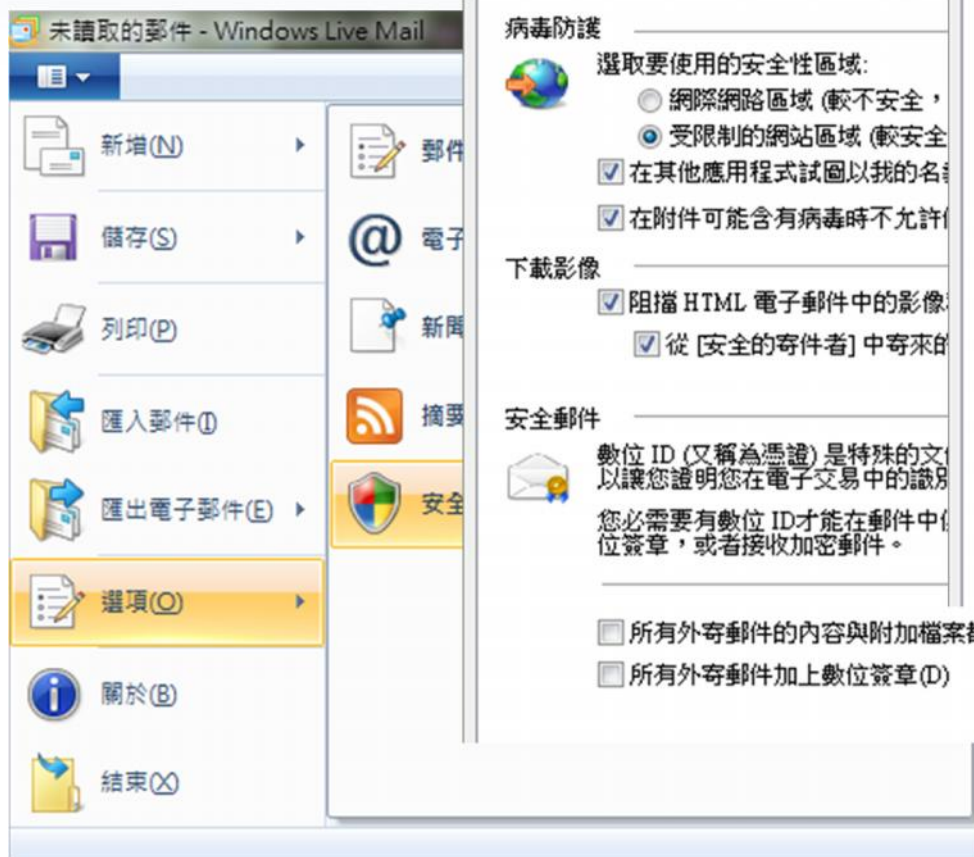 未讀取的郵件 - Windows Live Mail
新增(N)
儲存(S)
列印(P)
匯入郵件(I)
匯出電子郵件(E)
選項(O)
關於(B)
結束(X)
郵件
電子
新聞
摘要
安全
病毒防護
選取要使用的安全性區域:
網際網路區域 (較不安全，
受限制的網站區域 (較安全
在其他應用程式試圖以我的名
在附件可能含有病毒時不允許
下載影像
阻擋 HTML 電子郵件中的影像
從 [安全的寄件者] 中寄來的
安全郵件
數位 ID (又稱為憑證) 是特殊的文
以讓您證明您在電子交易中的識別
您必需要有數位 ID才能在郵件中
位簽章，或者接收加密郵件。
所有外寄郵件的內容與附加檔案
所有外寄郵件加上數位簽章(D)